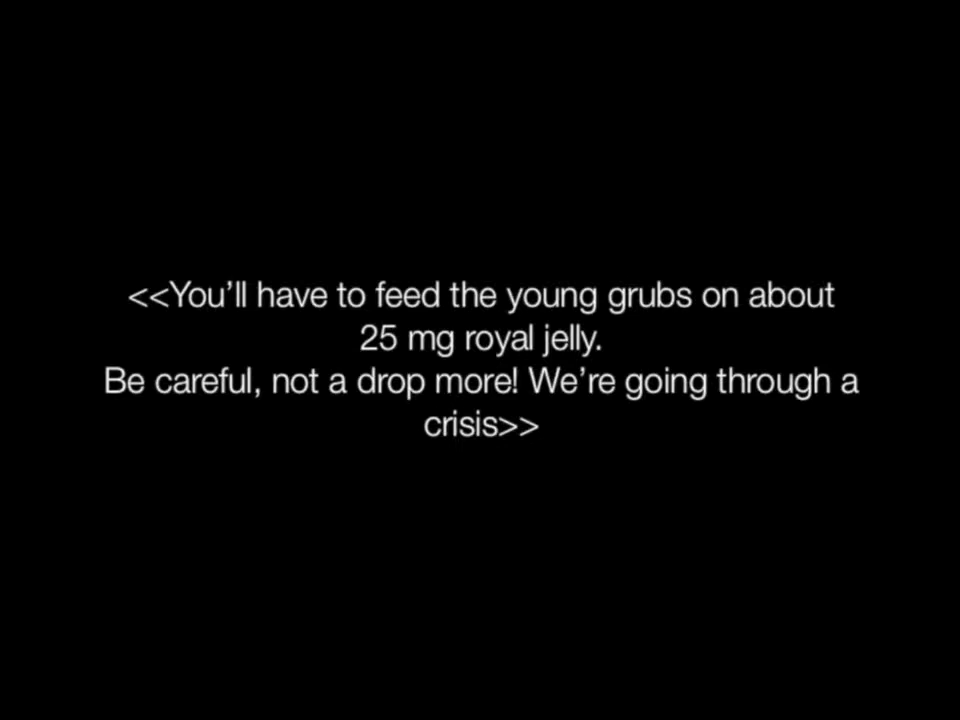 <<You’ll have to feed the young grubs on about
25 mg royal jelly.
Be careful, not a drop more! We’re going through a
crisis>>